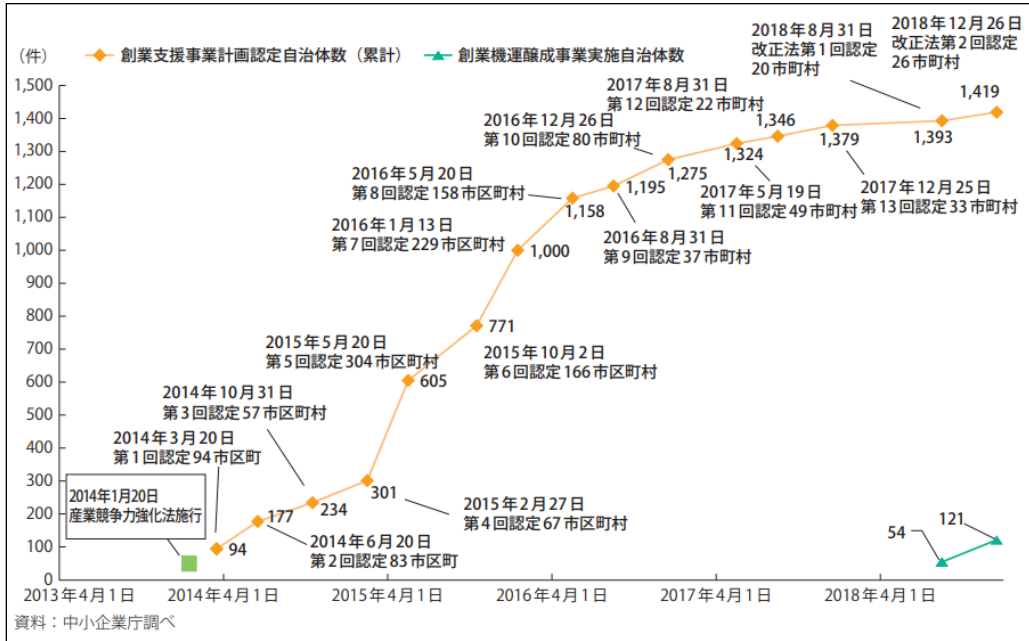 (件)
創業支援事業計画認定自治体数（累計）
創業機運醸成事業実施自治体数
1,500
1,400
1,300
1,200
1,100
1,000
900
800
700
600
500
400
300
200
100
0
2013年4月1日
2014年4月1日
2015年4月1日
2016年4月1日
2017年4月1日
2018年4月1日
2014年1月20日
産業競争力強化法施行
2014年3月20日
第1回認定94市区町
94
177
2014年6月20日
第2回認定83市区町
2014年10月31日
第3回認定57市区町村
234
301
2015年2月27日
第4回認定67市区町村
2015年5月20日
第5回認定304市区町村
605
771
2015年10月2日
第6回認定166市区町村
2016年1月13日
第7回認定229市区町村
1,000
2016年5月20日
第8回認定158市区町村
1,158
1,195
2016年8月31日
第9回認定37市町村
2016年12月26日
第10回認定80市町村
1,275
1,324
2017年5月19日
第11回認定49市町村
2017年8月31日
第12回認定22市町村
1,346
1,379
2017年12月25日
第13回認定33市町村
2018年8月31日
改正法第1回認定
20市町村
1,393
2018年12月26日
改正法第2回認定
26市町村
1,419
54
121
資料：中小企業庁調べ